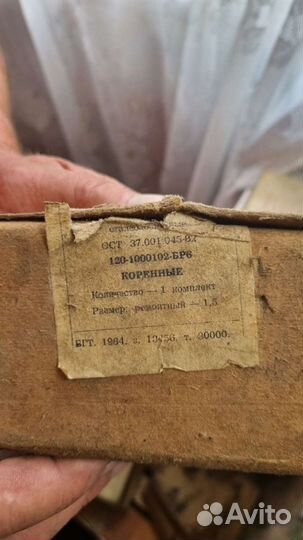 ОСТ 37.001.045-82
120-1000102-БР6
КОРЕННЫЕ
Количество — 1 комплект
Размер ремонтный — 1,5
БГТ. 1984. з. т. 30000.
Avito